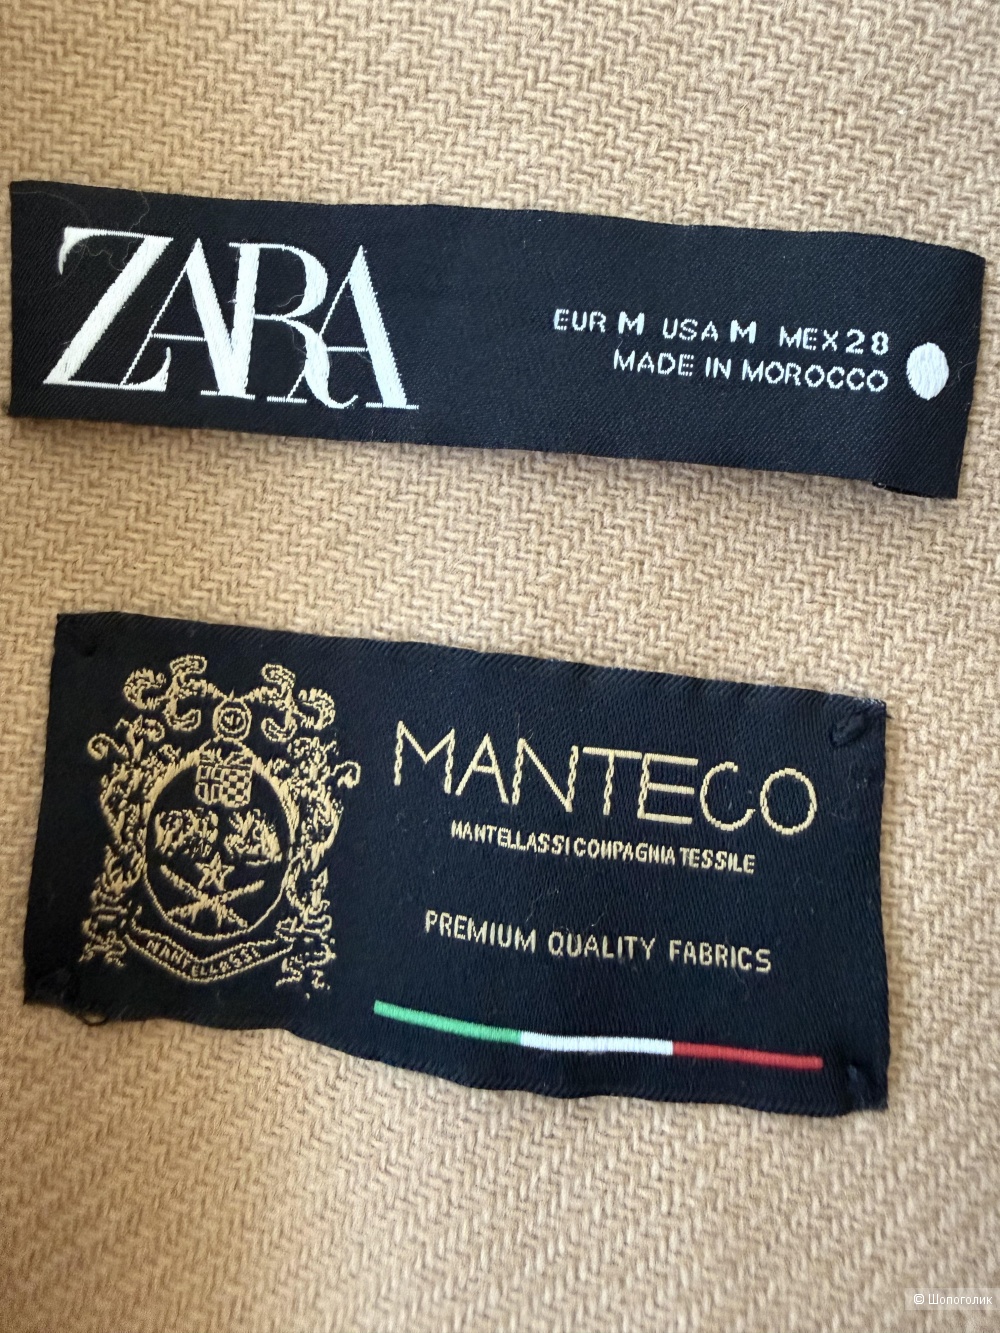 ZARA
EUR M USA M MEX 28
MADE IN MOROCCO
MANTECO
MANTELLASSI COMPAGNIA TESSILE
PREMIUM QUALITY FABRICS
MANTELLASSI
© Шопоголик